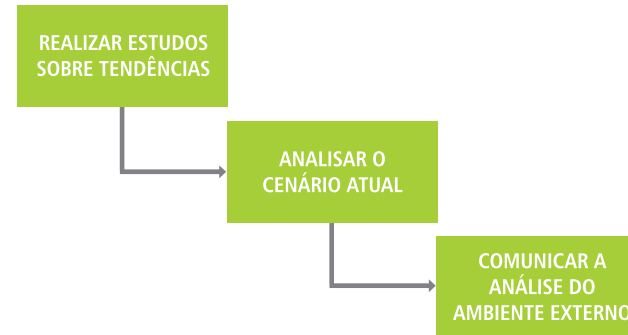 REALIZAR ESTUDOS
SOBRE TENDÊNCIAS
ANALISAR O
CENÁRIO ATUAL
COMUNICAR A
ANÁLISE DO
AMBIENTE EXTERNO